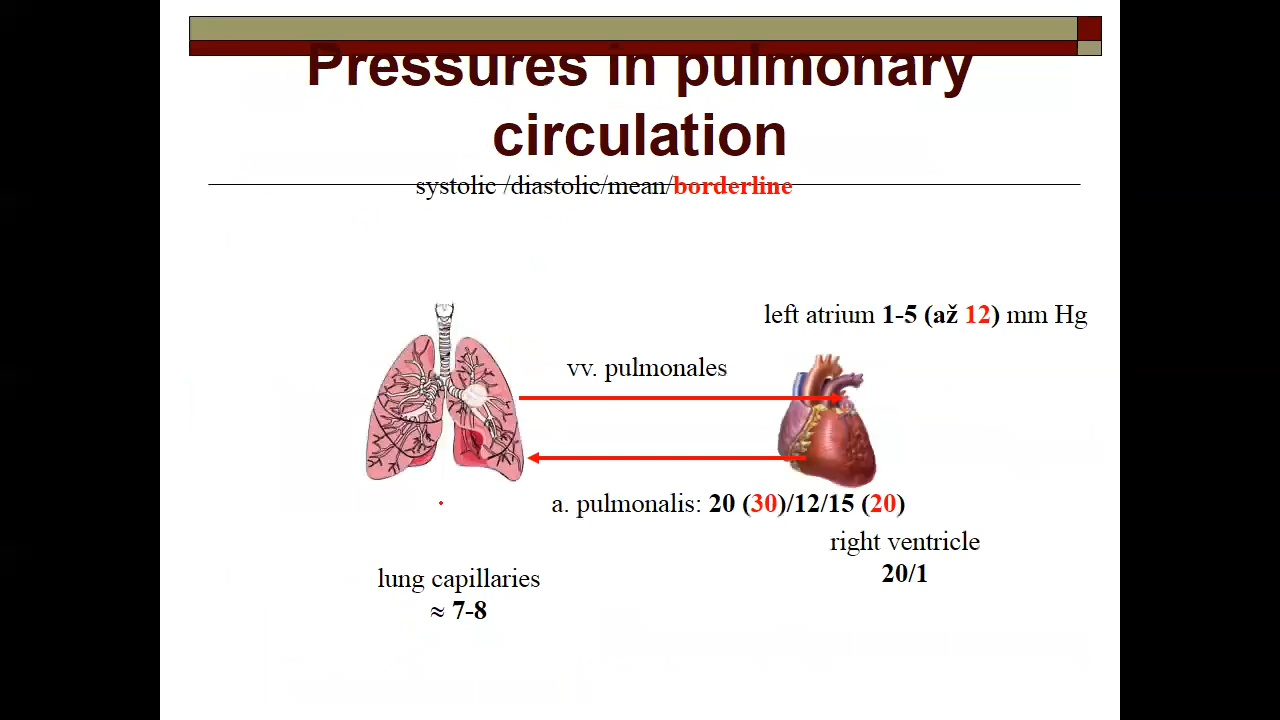 Pressures in pulmonary
circulation
systolic /diastolic/mean/borderline
left atrium 1-5 (až 12) mm Hg
vv. pulmonales
a. pulmonalis: 20 (30)/12/15 (20)
right ventricle
20/1
lung capillaries
≈ 7-8